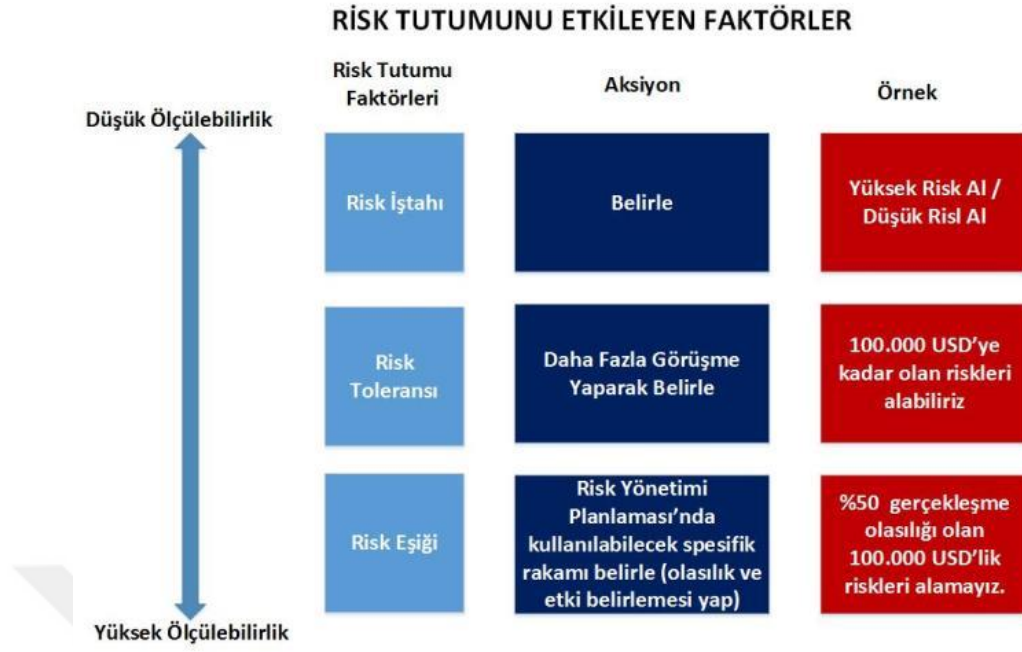 RİSK TUTUMUNU ETKİLEYEN FAKTÖRLER
Risk Tutumu
Faktörleri
Aksiyon
Örnek
Düşük Ölçülebilirlik
Risk İştahı
Belirle
Yüksek Risk Al /
Düşük Risl Al
Risk
Toleransı
Daha Fazla Görüşme
Yaparak Belirle
100.000 USD’ye
kadar olan riskleri
alabiliriz
Risk Eşiği
Risk Yönetimi
Planlaması’nda
kullanılabilecek spesifik
rakamı belirle (olasılık ve
etki belirlemesi yap)
%50 gerçekleşme
olasılığı olan
100.000 USD’lik
riskleri alamayız.
Yüksek Ölçülebilirlik